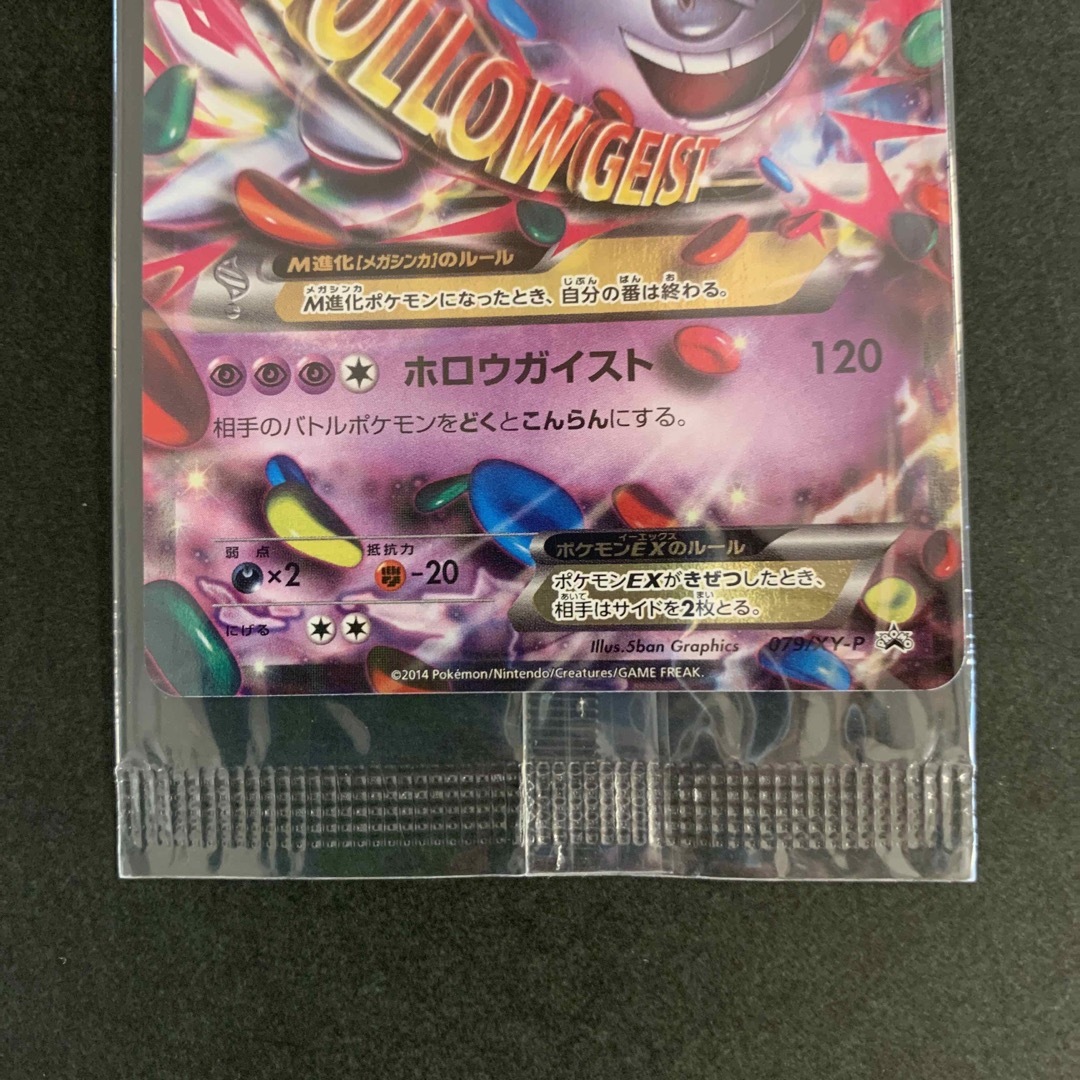 OLLOW GEIST
M進化[メガシンカ]のルール
メガシンカ じぶん ばん お
M進化ポケモンになったとき、自分の番は終わる。
ホロウガイスト 120
相手のバトルポケモンをどくとこんらんにする。
弱点 抵抗力
×2 -20
にげる
イーエックス
ポケモンEXのルール
ポケモンEXがきぜつしたとき、
あいて まい
相手はサイドを2枚とる。
Illus.5ban Graphics 079/XY-P
©2014 Pokémon/Nintendo/Creatures/GAME FREAK.